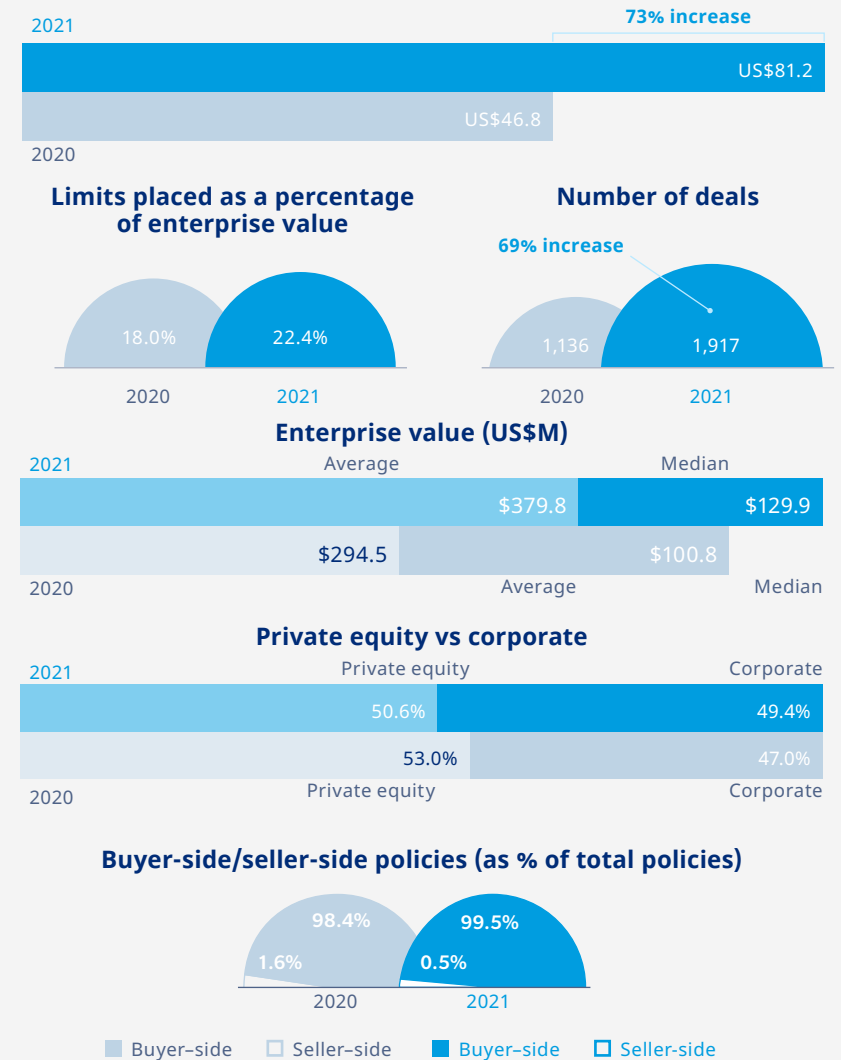 73% increase
2021
US$81.2
US$46.8
2020
Limits placed as a percentage
of enterprise value
18.0%
22.4%
2020
2021
Number of deals
69% increase
1,136
1,917
2020
2021
Enterprise value (US$M)
2021
Average
Median
$379.8
$129.9
$294.5
$100.8
2020
Average
Median
Private equity vs corporate
2021
Private equity
Corporate
50.6%
49.4%
53.0%
47.0%
2020
Private equity
Corporate
Buyer-side/seller-side policies (as % of total policies)
98.4%
99.5%
1.6%
0.5%
2020
2021
Buyer–side
Seller–side
Buyer–side
Seller-side